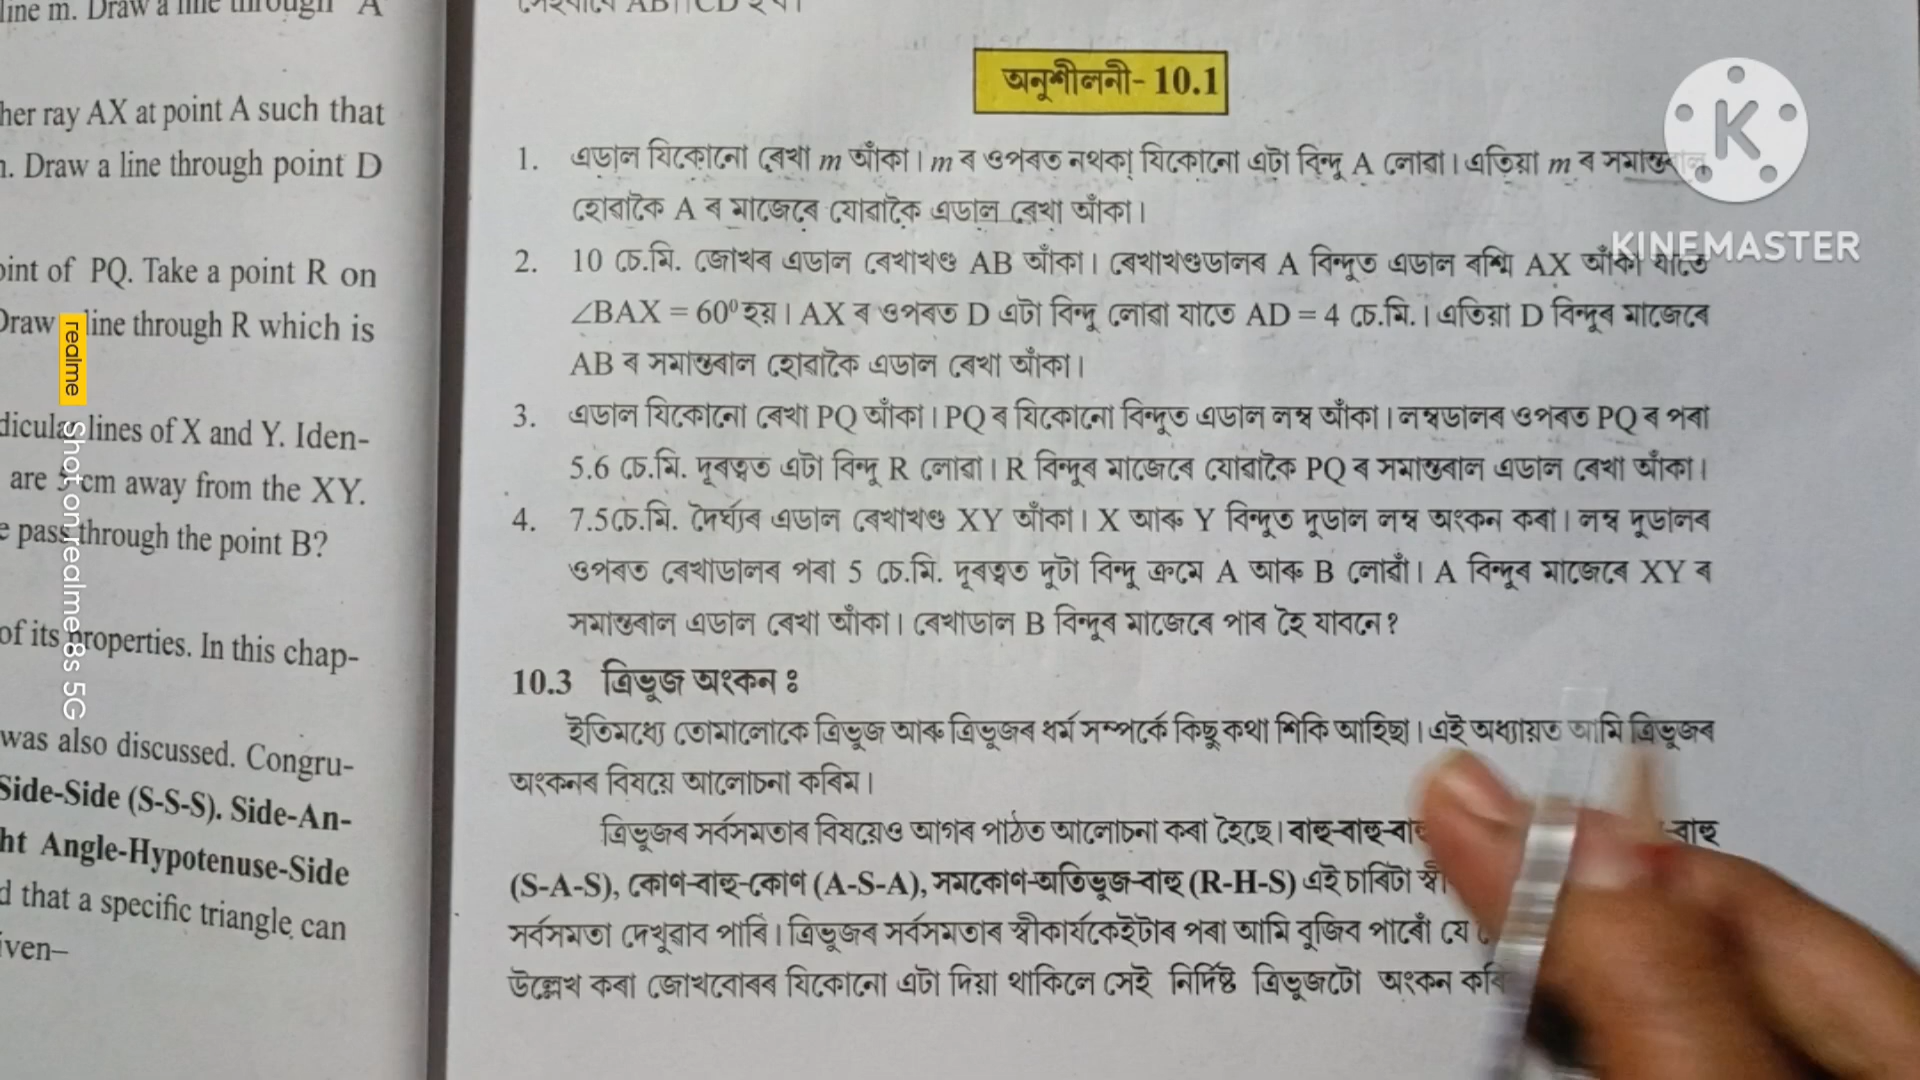 line m. Draw a line through A
her ray AX at point A such that
n. Draw a line through point D
oint of PQ. Take a point R on
Draw line through R which is
dicular lines of X and Y. Iden-
are 5 cm away from the XY.
e pass through the point B?
of its properties. In this chap-
was also discussed. Congru-
Side-Side (S-S-S). Side-An-
ht Angle-Hypotenuse-Side
d that a specific triangle can
iven–
AB||CD হব।
অনুশীলনী- 10.1
1. এডাল যিকোনো ৰেখা m আঁকা। m ৰ ওপৰত নথকা যিকোনো এটা বিন্দু A লোৱা। এতিয়া m ৰ সমান্তৰাল
হোৱাকৈ A ৰ মাজেৰে যোৱাকৈ এডাল ৰেখা আঁকা।
2. 10 চে.মি. জোখৰ এডাল ৰেখাখণ্ড AB আঁকা। ৰেখাখণ্ডডালৰ A বিন্দুত এডাল ৰশ্মি AX আঁকা যাতে
∠BAX = 60⁰ হয়। AX ৰ ওপৰত D এটা বিন্দু লোৱা যাতে AD = 4 চে.মি.। এতিয়া D বিন্দুৰ মাজেৰে
AB ৰ সমান্তৰাল হোৱাকৈ এডাল ৰেখা আঁকা।
3. এডাল যিকোনো ৰেখা PQ আঁকা। PQ ৰ যিকোনো বিন্দুত এডাল লম্ব আঁকা। লম্বডালৰ ওপৰত PQ ৰ পৰা
5.6 চে.মি. দূৰত্বত এটা বিন্দু R লোৱা। R বিন্দুৰ মাজেৰে যোৱাকৈ PQ ৰ সমান্তৰাল এডাল ৰেখা আঁকা।
4. 7.5চে.মি. দৈৰ্ঘ্যৰ এডাল ৰেখাখণ্ড XY আঁকা। X আৰু Y বিন্দুত দুডাল লম্ব অংকন কৰা। লম্ব দুডালৰ
ওপৰত ৰেখাডালৰ পৰা 5 চে.মি. দূৰত্বত দুটা বিন্দু ক্ৰমে A আৰু B লোৱাঁ। A বিন্দুৰ মাজেৰে XY ৰ
সমান্তৰাল এডাল ৰেখা আঁকা। ৰেখাডাল B বিন্দুৰ মাজেৰে পাৰ হৈ যাবনে?
10.3 ত্ৰিভূজ অংকন ঃ
ইতিমধ্যে তোমালোকে ত্ৰিভূজ আৰু ত্ৰিভূজৰ ধৰ্ম সম্পৰ্কে কিছু কথা শিকি আহিছা। এই অধ্যায়ত আমি ত্ৰিভূজৰ
অংকনৰ বিষয়ে আলোচনা কৰিম।
ত্ৰিভূজৰ সৰ্বসমতাৰ বিষয়েও আগৰ পাঠত আলোচনা কৰা হৈছে। বাহু-বাহু-বাহু -বাহু
(S-A-S), কোণ-বাহু-কোণ (A-S-A), সমকোণ-অতিভূজ-বাহু (R-H-S) এই চাৰিটা
সৰ্বসমতা দেখুৱাব পাৰি। ত্ৰিভূজৰ সৰ্বসমতাৰ স্বীকাৰ্যকেইটাৰ পৰা আমি বুজিব পাৰোঁ যে
উল্লেখ কৰা জোখবোৰৰ যিকোনো এটা দিয়া থাকিলে সেই নিৰ্দিষ্ট ত্ৰিভূজটো অংকন
K
KINEMASTER
realme Shot on realme 8s 5G